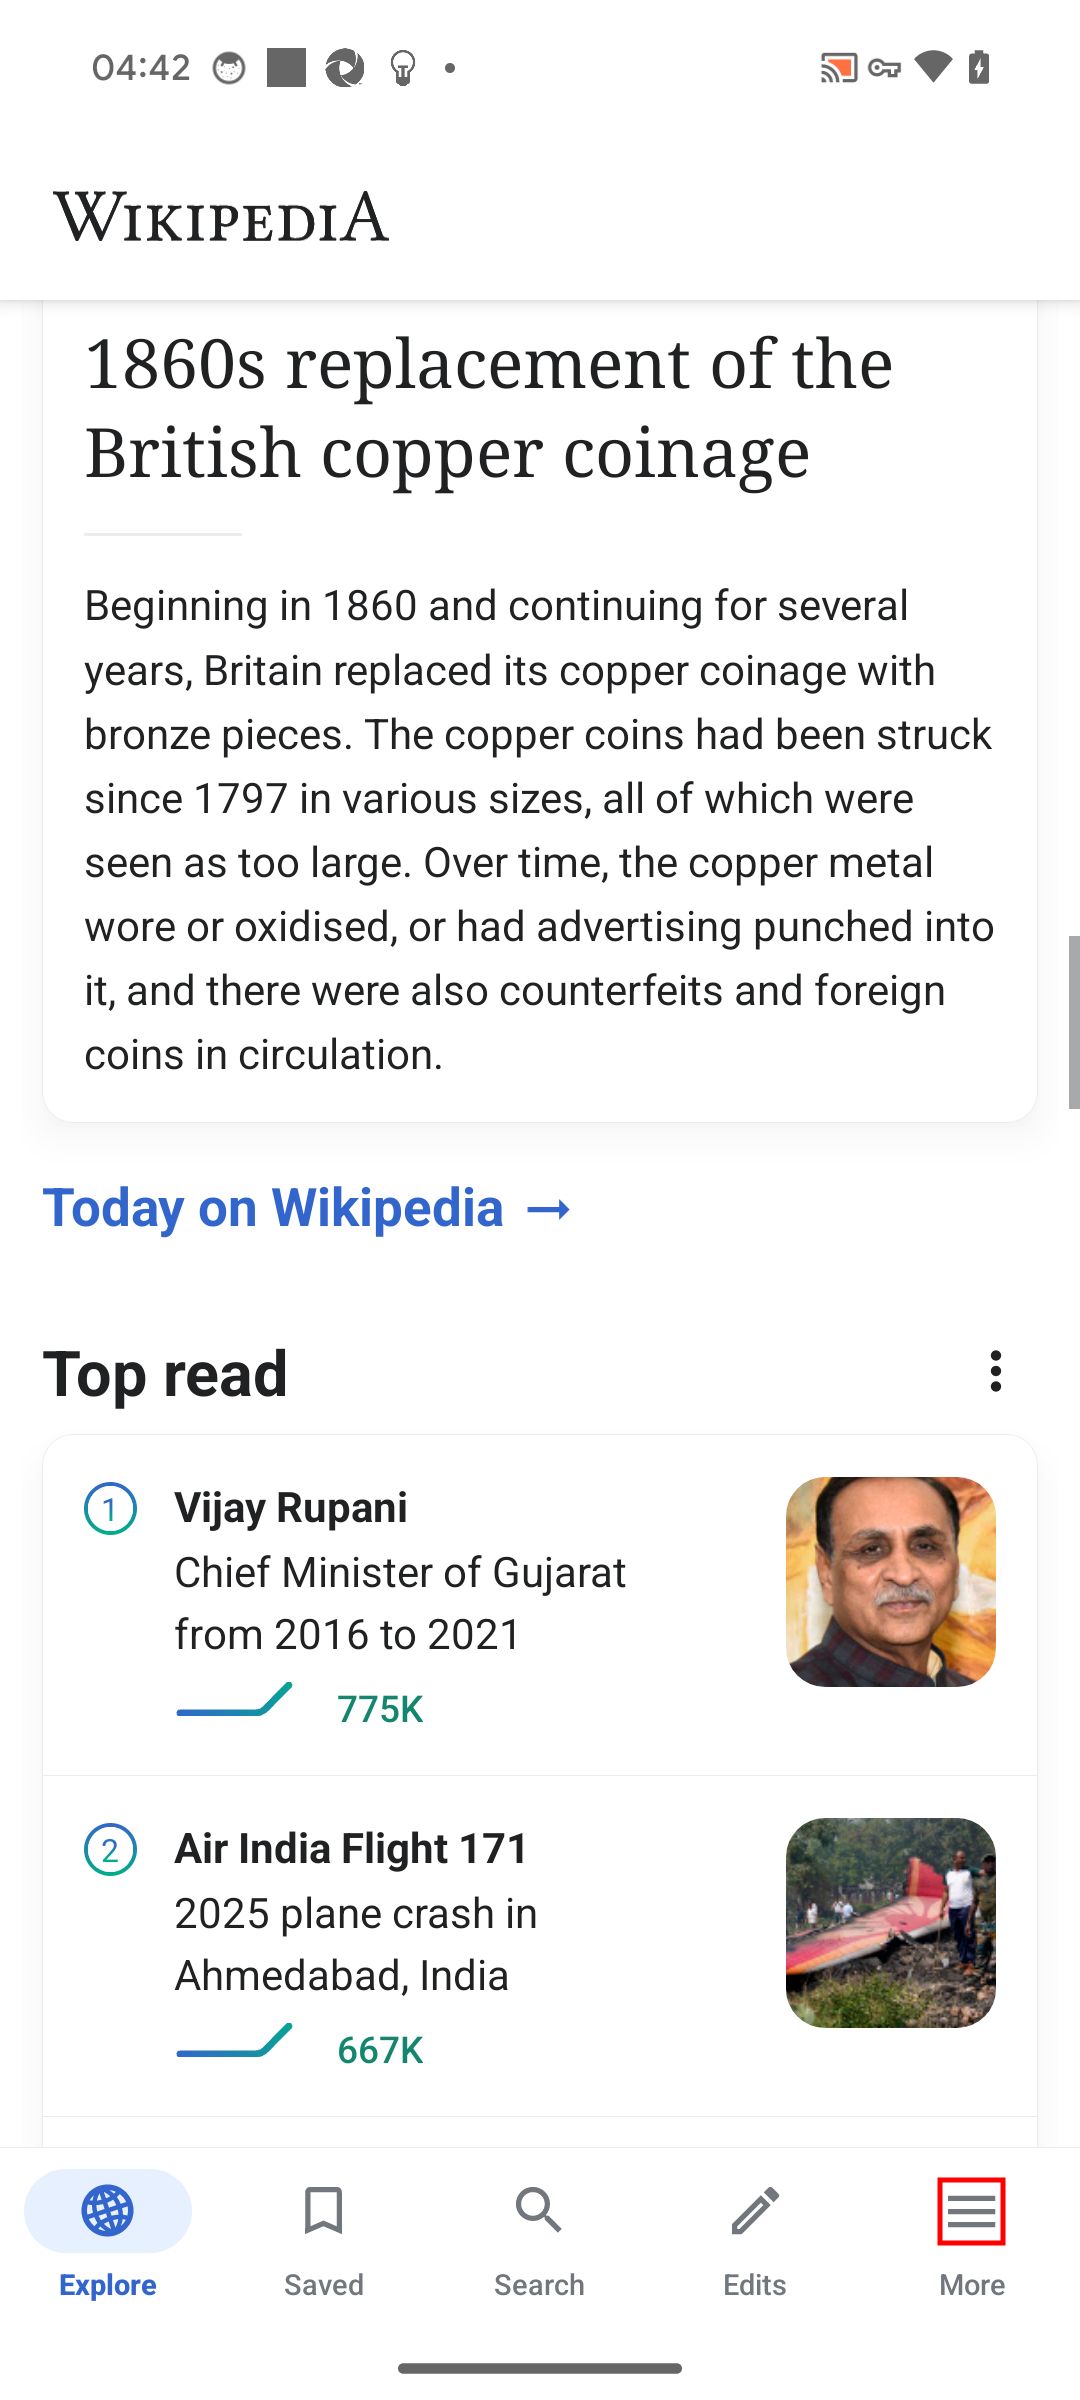 04:42
WIKIPEDIA
1860s replacement of the
British copper coinage
Beginning in 1860 and continuing for several
years, Britain replaced its copper coinage with
bronze pieces. The copper coins had been struck
since 1797 in various sizes, all of which were
seen as too large. Over time, the copper metal
wore or oxidised, or had advertising punched into
it, and there were also counterfeits and foreign
coins in circulation.
Today on Wikipedia →
Top read
1 Vijay Rupani
Chief Minister of Gujarat
from 2016 to 2021
775K
2 Air India Flight 171
2025 plane crash in
Ahmedabad, India
667K
Explore Saved Search Edits More